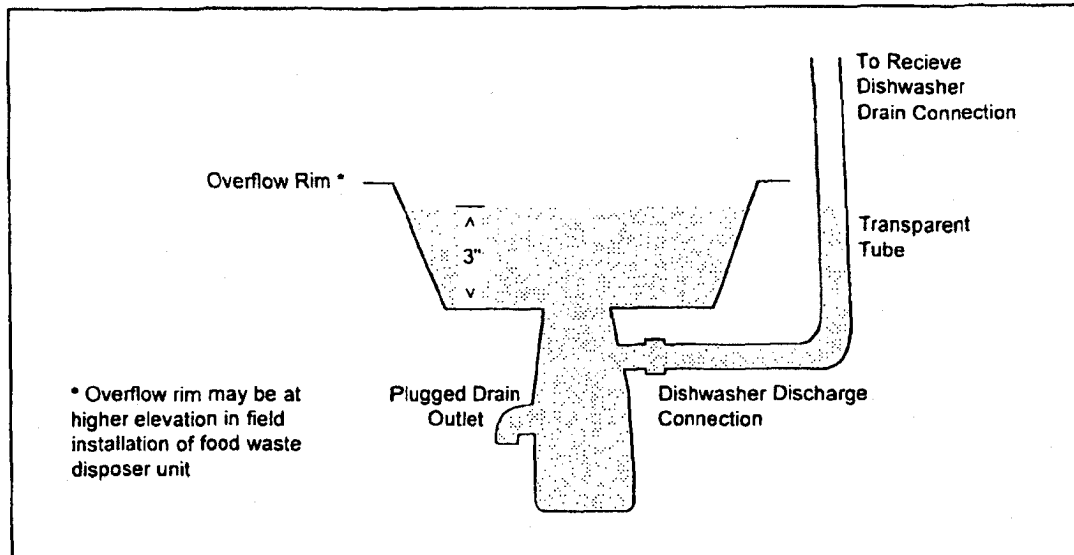 To Recieve
Dishwasher
Drain Connection
Overflow Rim *
Transparent
Tube
3"
* Overflow rim may be at
higher elevation in field
installation of food waste
disposer unit
Plugged Drain
Outlet
Dishwasher Discharge
Connection